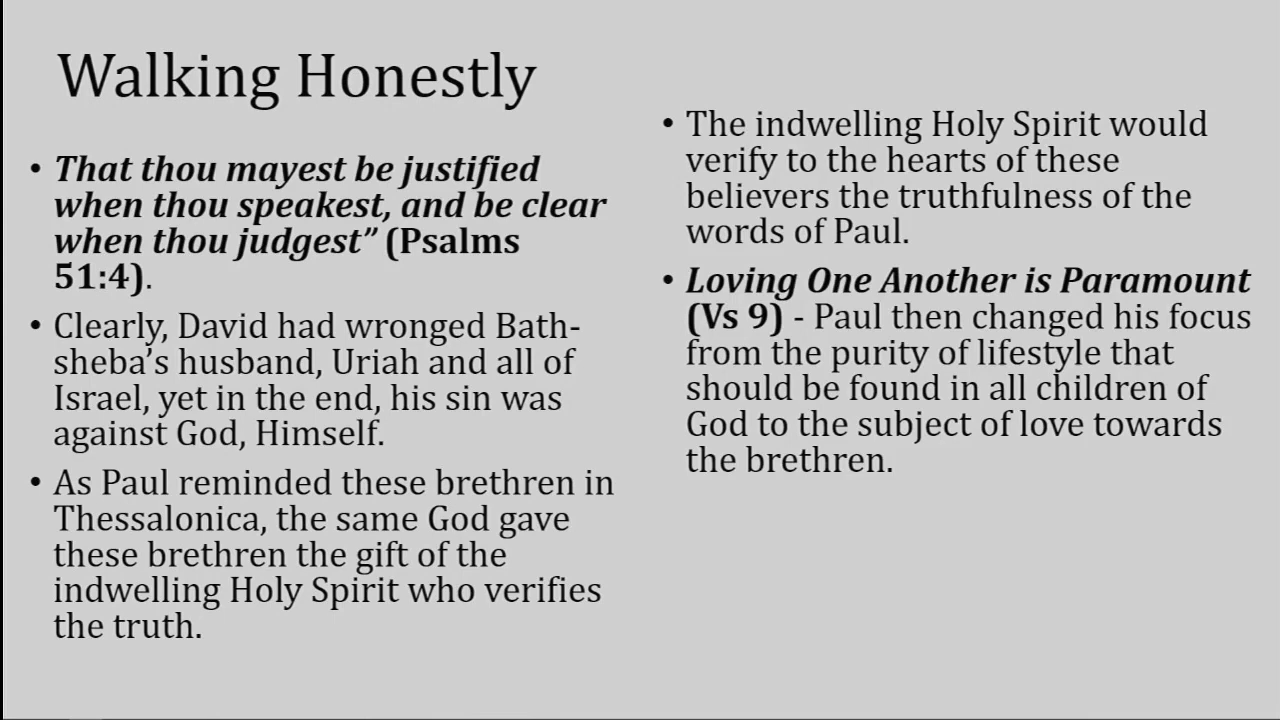 Walking Honestly
• That thou mayest be justified
when thou speakest, and be clear
when thou judgest” (Psalms
51:4).
• Clearly, David had wronged Bath-
sheba’s husband, Uriah and all of
Israel, yet in the end, his sin was
against God, Himself.
• As Paul reminded these brethren in
Thessalonica, the same God gave
these brethren the gift of the
indwelling Holy Spirit who verifies
the truth.
• The indwelling Holy Spirit would
verify to the hearts of these
believers the truthfulness of the
words of Paul.
• Loving One Another is Paramount
(Vs 9) - Paul then changed his focus
from the purity of lifestyle that
should be found in all children of
God to the subject of love towards
the brethren.